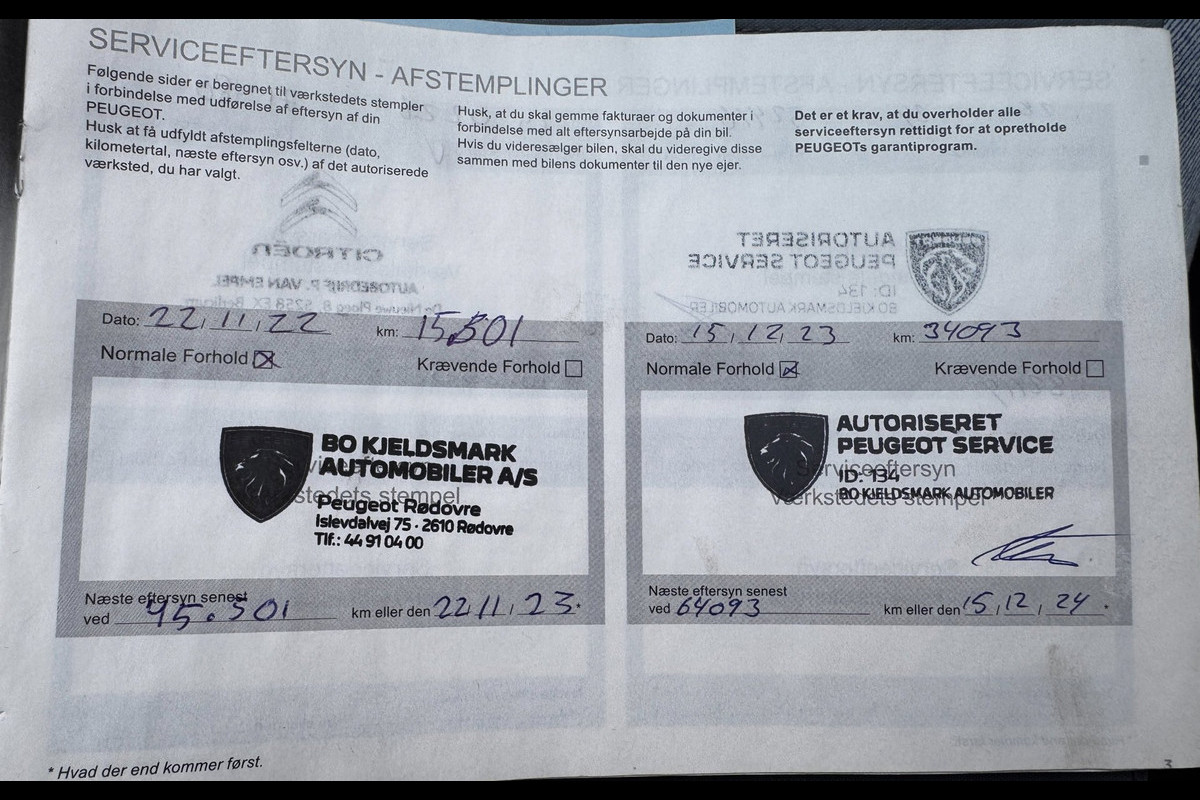 SERVICEEFTERSYN - AFSTEMPLINGER
Følgende sider er beregnet til værkstedets stempler
i forbindelse med udførelse af eftersyn af din
PEUGEOT.
Husk at få udfyldt afstemplingsfelterne (dato,
kilometertal, næste eftersyn osv.) af det autoriserede
værksted, du har valgt.
Husk, at du skal gemme fakturaer og dokumenter i
forbindelse med alt eftersynsarbejde på din bil.
Hvis du videresælger bilen, skal du videregive disse
sammen med bilens dokumenter til den nye ejer.
Det er et krav, at du overholder alle
serviceeftersyn rettidigt for at opretholde
PEUGEOTs garantiprogram.
Dato: 22/11/22 km: 15.501
Normale Forhold ☒ Krævende Forhold ☐
BO KJELDSMARK
AUTOMOBILER A/S
værkstedets stempel
Peugeot Rødovre
Islevdalvej 75 · 2610 Rødovre
Tlf.: 44 91 04 00
Næste eftersyn senest
ved 45.501 km eller den 22/11/23*
Dato: 15/12/23 km: 34093
Normale Forhold ☒ Krævende Forhold ☐
AUTORISERET
PEUGEOT SERVICE
Serviceeftersyn
ID: 134
værkstedets stempel
BO KJELDSMARK AUTOMOBILER
Næste eftersyn senest
ved 64093 km eller den 15/12/24 *
* Hvad der end kommer først.
3